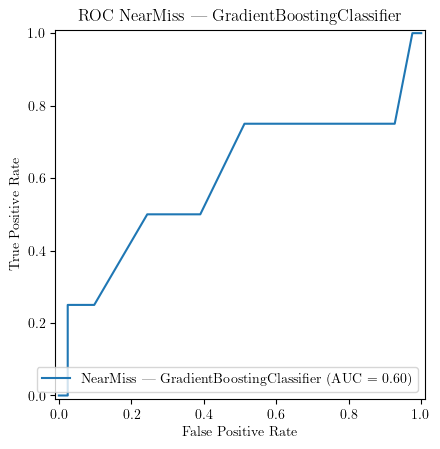 ROC NearMiss — GradientBoostingClassifier
1.0
0.8
0.6
0.4
0.2
0.0
True Positive Rate
NearMiss — GradientBoostingClassifier (AUC = 0.60)
0.0 0.2 0.4 0.6 0.8 1.0
False Positive Rate